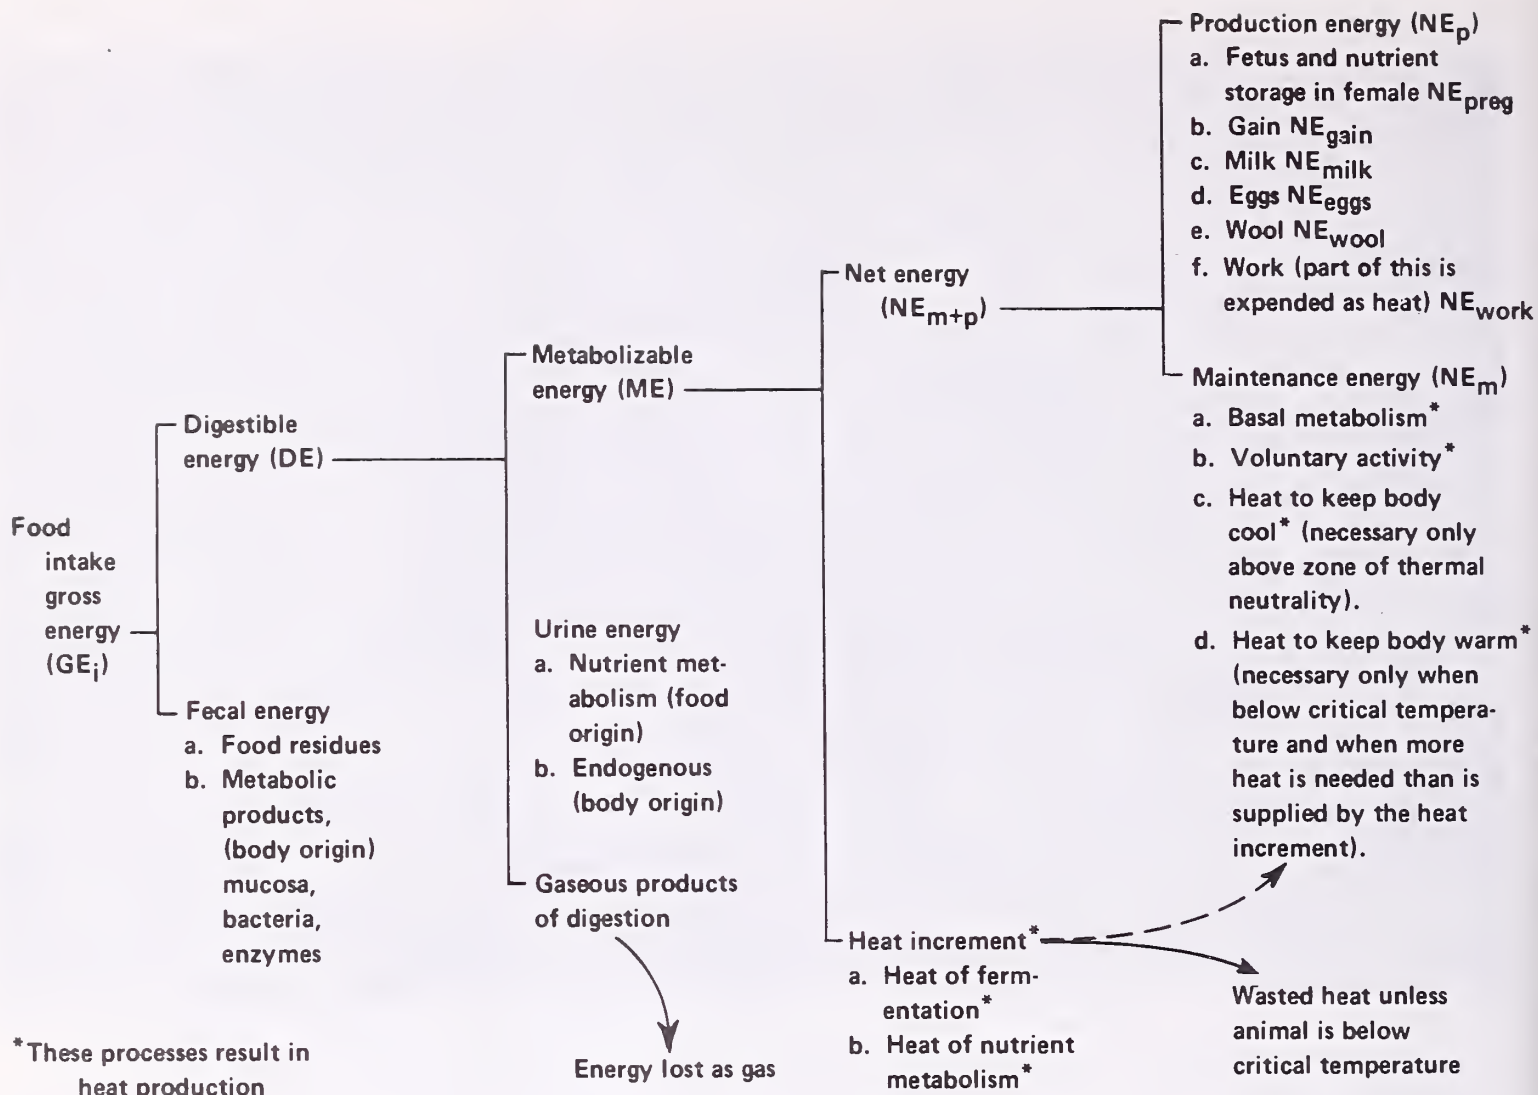 Production energy (NEp)
a. Fetus and nutrient
storage in female NEpreg
b. Gain NEgain
c. Milk NEmilk
d. Eggs NEeggs
e. Wool NEwool
f. Work (part of this is
expended as heat) NEwork
Net energy
(NEm+p)
Maintenance energy (NEm)
a. Basal metabolism*
b. Voluntary activity*
c. Heat to keep body
cool* (necessary only
above zone of thermal
neutrality).
d. Heat to keep body warm*
(necessary only when
below critical tempera-
ture and when more
heat is needed than is
supplied by the heat
increment).
Metabolizable
energy (ME)
Digestible
energy (DE)
Food
intake
gross
energy
(GEi)
Urine energy
a. Nutrient met-
abolism (food
origin)
b. Endogenous
(body origin)
Fecal energy
a. Food residues
b. Metabolic
products,
(body origin)
mucosa,
bacteria,
enzymes
Gaseous products
of digestion
Energy lost as gas
Heat increment*
a. Heat of ferm-
entation*
b. Heat of nutrient
metabolism*
Wasted heat unless
animal is below
critical temperature
*These processes result in
heat production